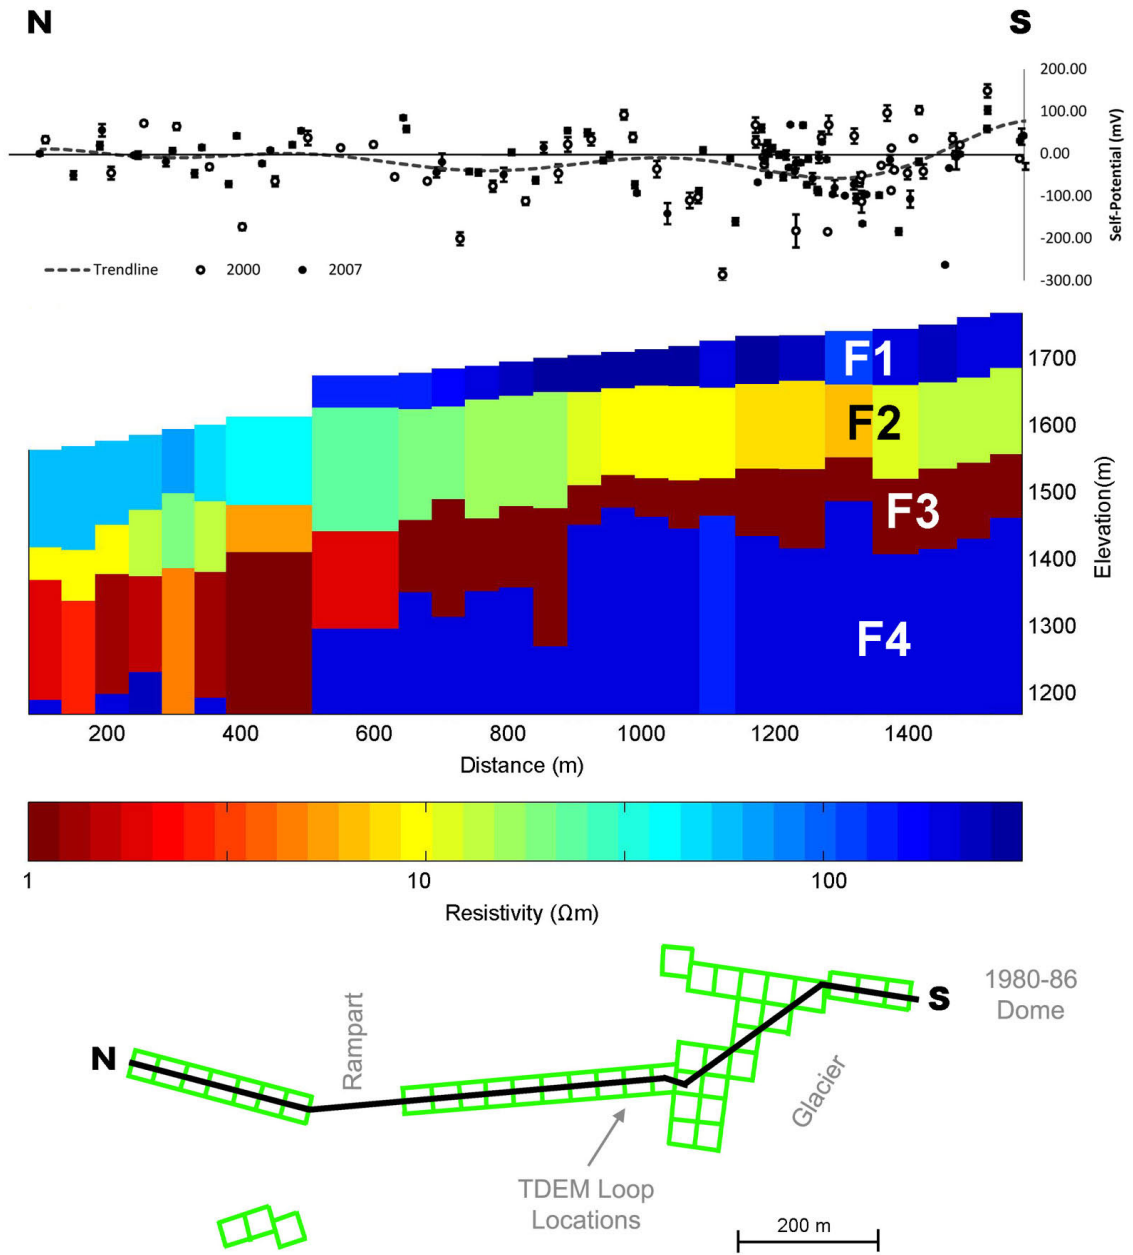 N
S
200.00
100.00
0.00
-100.00
-200.00
-300.00
Self-Potential (mV)
Trendline 2000 2007
F1
F2
F3
F4
1700
1600
1500
1400
1300
1200
Elevation(m)
200 400 600 800 1000 1200 1400
Distance (m)
1 10 100
Resistivity (Ωm)
N
Rampart
S
1980-86
Dome
Glacier
TDEM Loop
Locations
200 m